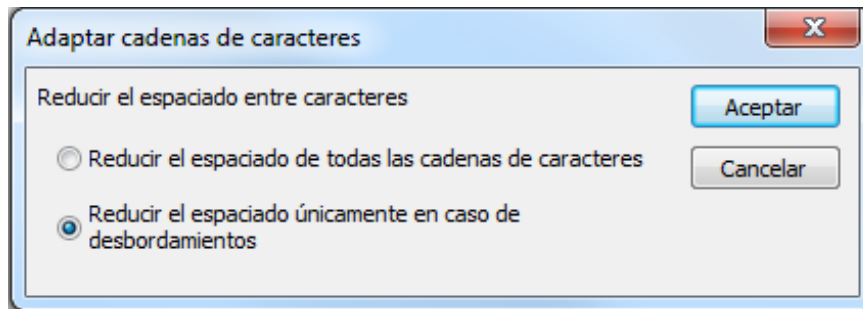 Adaptar cadenas de caracteres
Reducir el espaciado entre caracteres
Aceptar
Reducir el espaciado de todas las cadenas de caracteres
Cancelar
Reducir el espaciado únicamente en caso de
desbordamientos